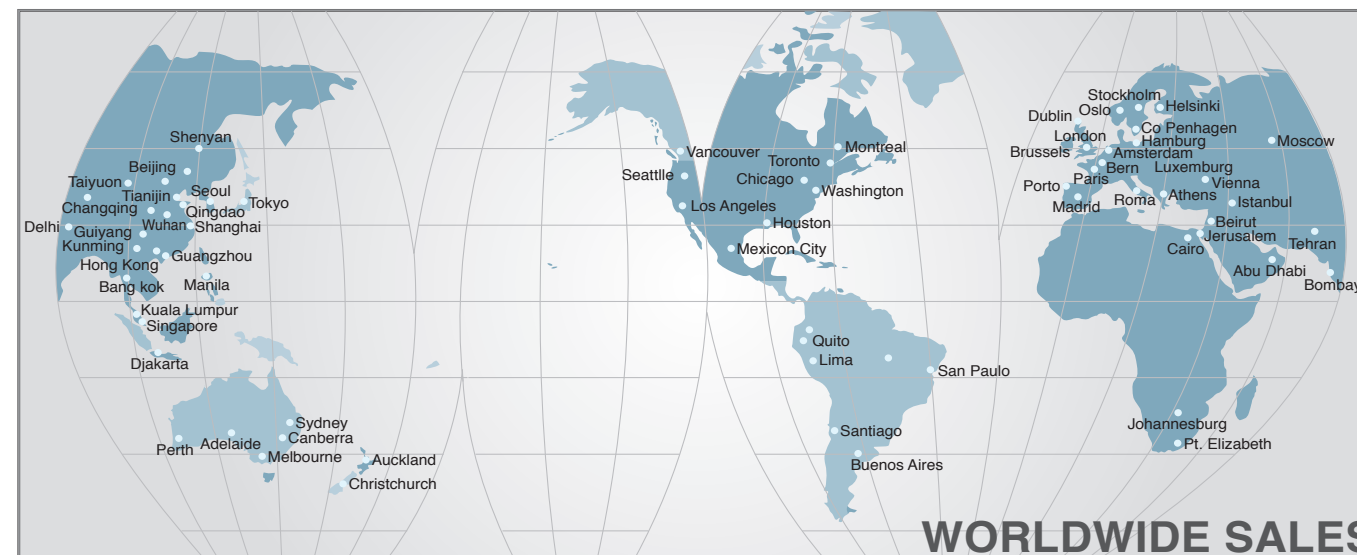 Shenyan
Beijing
Taiyuon
Tianijin
Seoul
Changqing
Qingdao
Tokyo
Delhi
Guiyang
Wuhan
Shanghai
Kunming
Guangzhou
Hong Kong
Bang kok
Manila
Kuala Lumpur
Singapore
Djakarta
Sydney
Perth
Adelaide
Canberra
Melbourne
Auckland
Christchurch
Vancouver
Seattlle
Los Angeles
Montreal
Toronto
Chicago
Washington
Houston
Mexicon City
Quito
Lima
San Paulo
Santiago
Buenos Aires
Stockholm
Dublin
Oslo
Helsinki
London
Co Penhagen
Hamburg
Moscow
Brussels
Amsterdam
Bern
Luxemburg
Porto
Paris
Vienna
Madrid
Roma
Athens
Istanbul
Beirut
Jerusalem
Cairo
Tehran
Abu Dhabi
Bombay
Johannesburg
Pt. Elizabeth
WORLDWIDE SALES